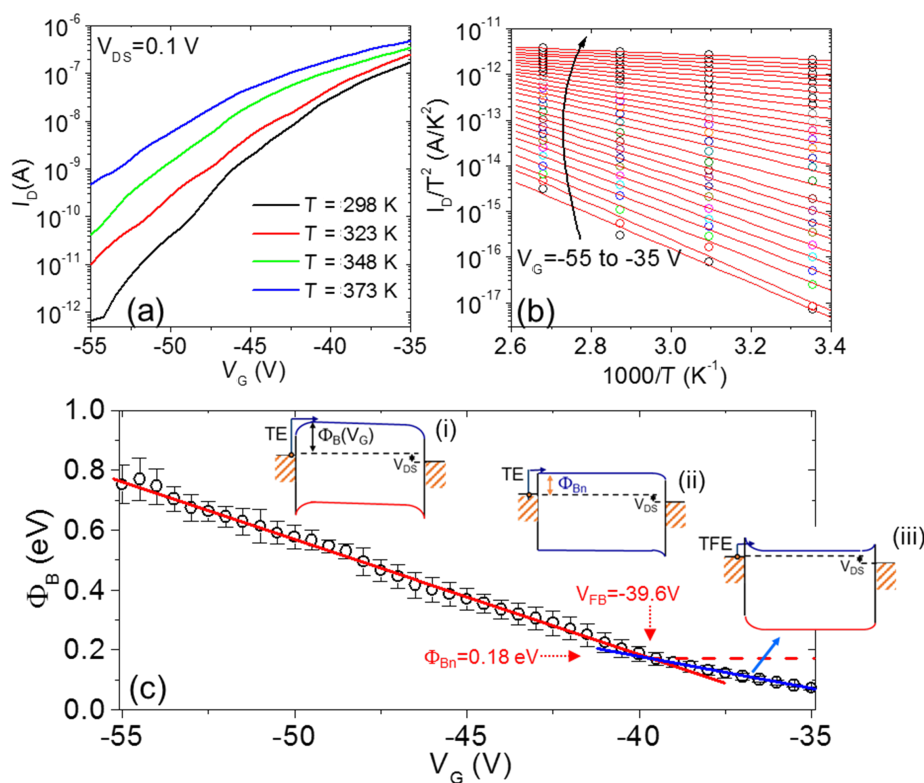 V_DS=0.1 V
10^-6
10^-7
10^-8
10^-9
10^-10
10^-11
10^-12
I_D(A)
T = 298 K
T = 323 K
T = 348 K
T = 373 K
(a)
-55
-50
-45
-40
-35
V_G (V)
10^-11
10^-12
10^-13
10^-14
10^-15
10^-16
10^-17
I_D/T^2 (A/K^2)
V_G=-55 to -35 V
(b)
2.6
2.8
3.0
3.2
3.4
1000/T (K^-1)
1.0
0.8
0.6
0.4
0.2
0.0
Φ_B (eV)
TE
Φ_B(V_G)
V_DS
(i)
TE
Φ_Bn
V_DS
(ii)
TFE
V_DS
(iii)
V_FB=-39.6V
Φ_Bn=0.18 eV
(c)
-55
-50
-45
-40
-35
V_G (V)